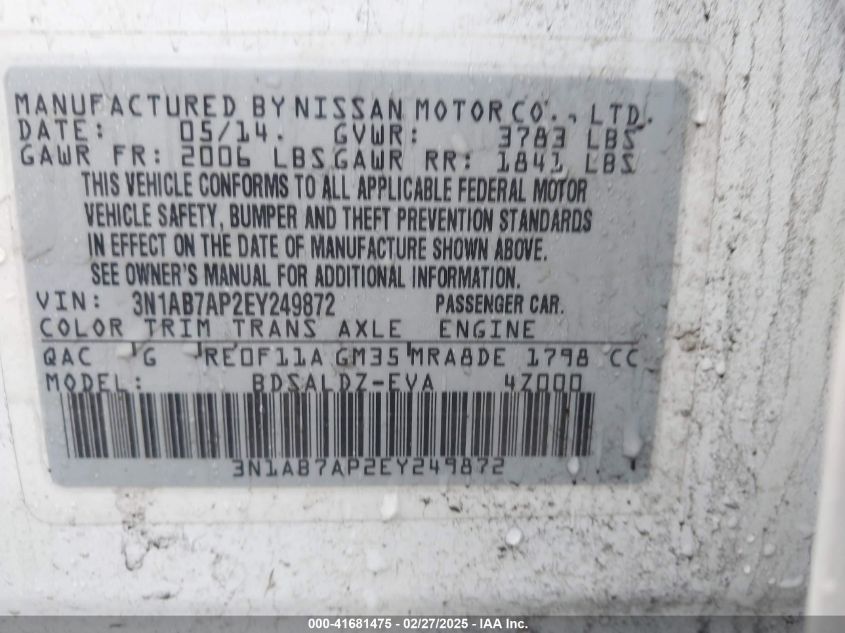 MANUFACTURED BY NISSAN MOTOR CO., LTD.
DATE: 05/14. GVWR: 3783 LBS
GAWR FR: 2006 LBS GAWR RR: 1841 LBS
THIS VEHICLE CONFORMS TO ALL APPLICABLE FEDERAL MOTOR
VEHICLE SAFETY, BUMPER AND THEFT PREVENTION STANDARDS
IN EFFECT ON THE DATE OF MANUFACTURE SHOWN ABOVE.
SEE OWNER'S MANUAL FOR ADDITIONAL INFORMATION.
VIN: 3N1AB7AP2EY249872 PASSENGER CAR.
COLOR TRIM TRANS AXLE ENGINE
QAC G RE0F11A GM35 MRA8DE 1798 CC
MODEL: BDSALDZ-EVA 4Z000
3N1AB7AP2EY249872
000-41681475 - 02/27/2025 - IAA Inc.